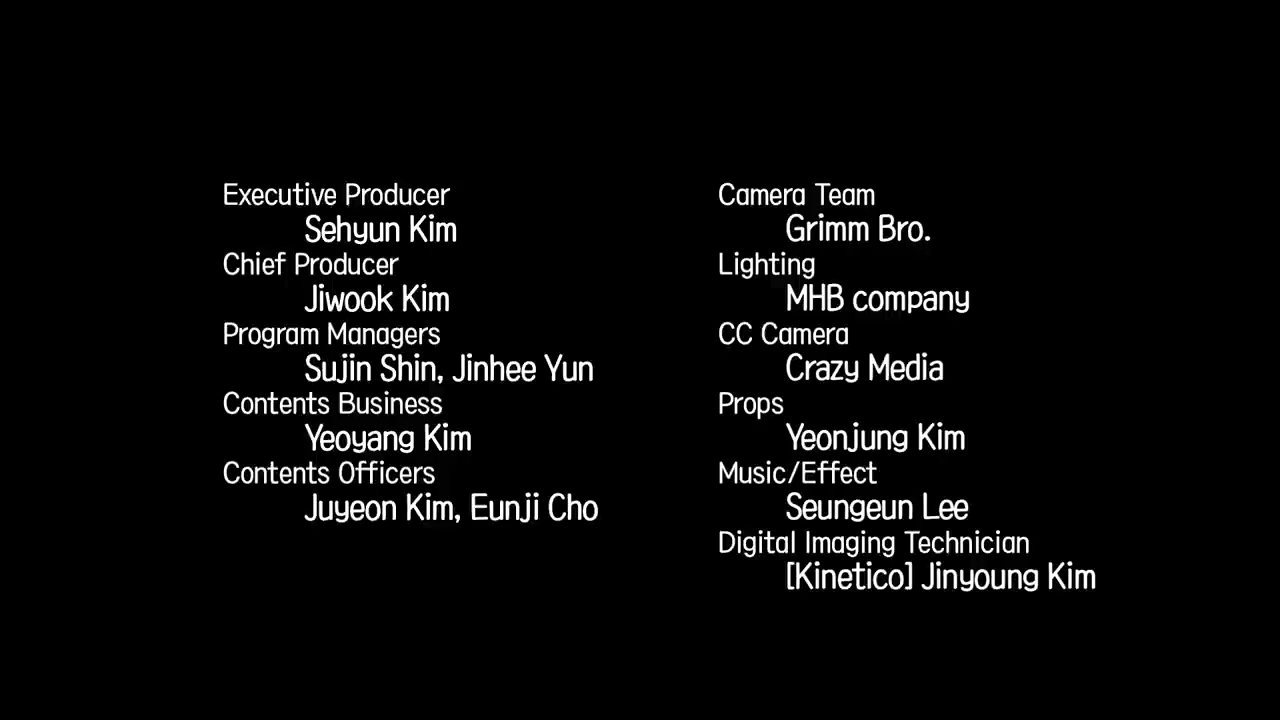 Executive Producer
Sehyun Kim
Chief Producer
Jiwook Kim
Program Managers
Sujin Shin, Jinhee Yun
Contents Business
Yeoyang Kim
Contents Officers
Juyeon Kim, Eunji Cho
Camera Team
Grimm Bro.
Lighting
MHB company
CC Camera
Crazy Media
Props
Yeonjung Kim
Music/Effect
Seungeun Lee
Digital Imaging Technician
[Kinetico] Jinyoung Kim